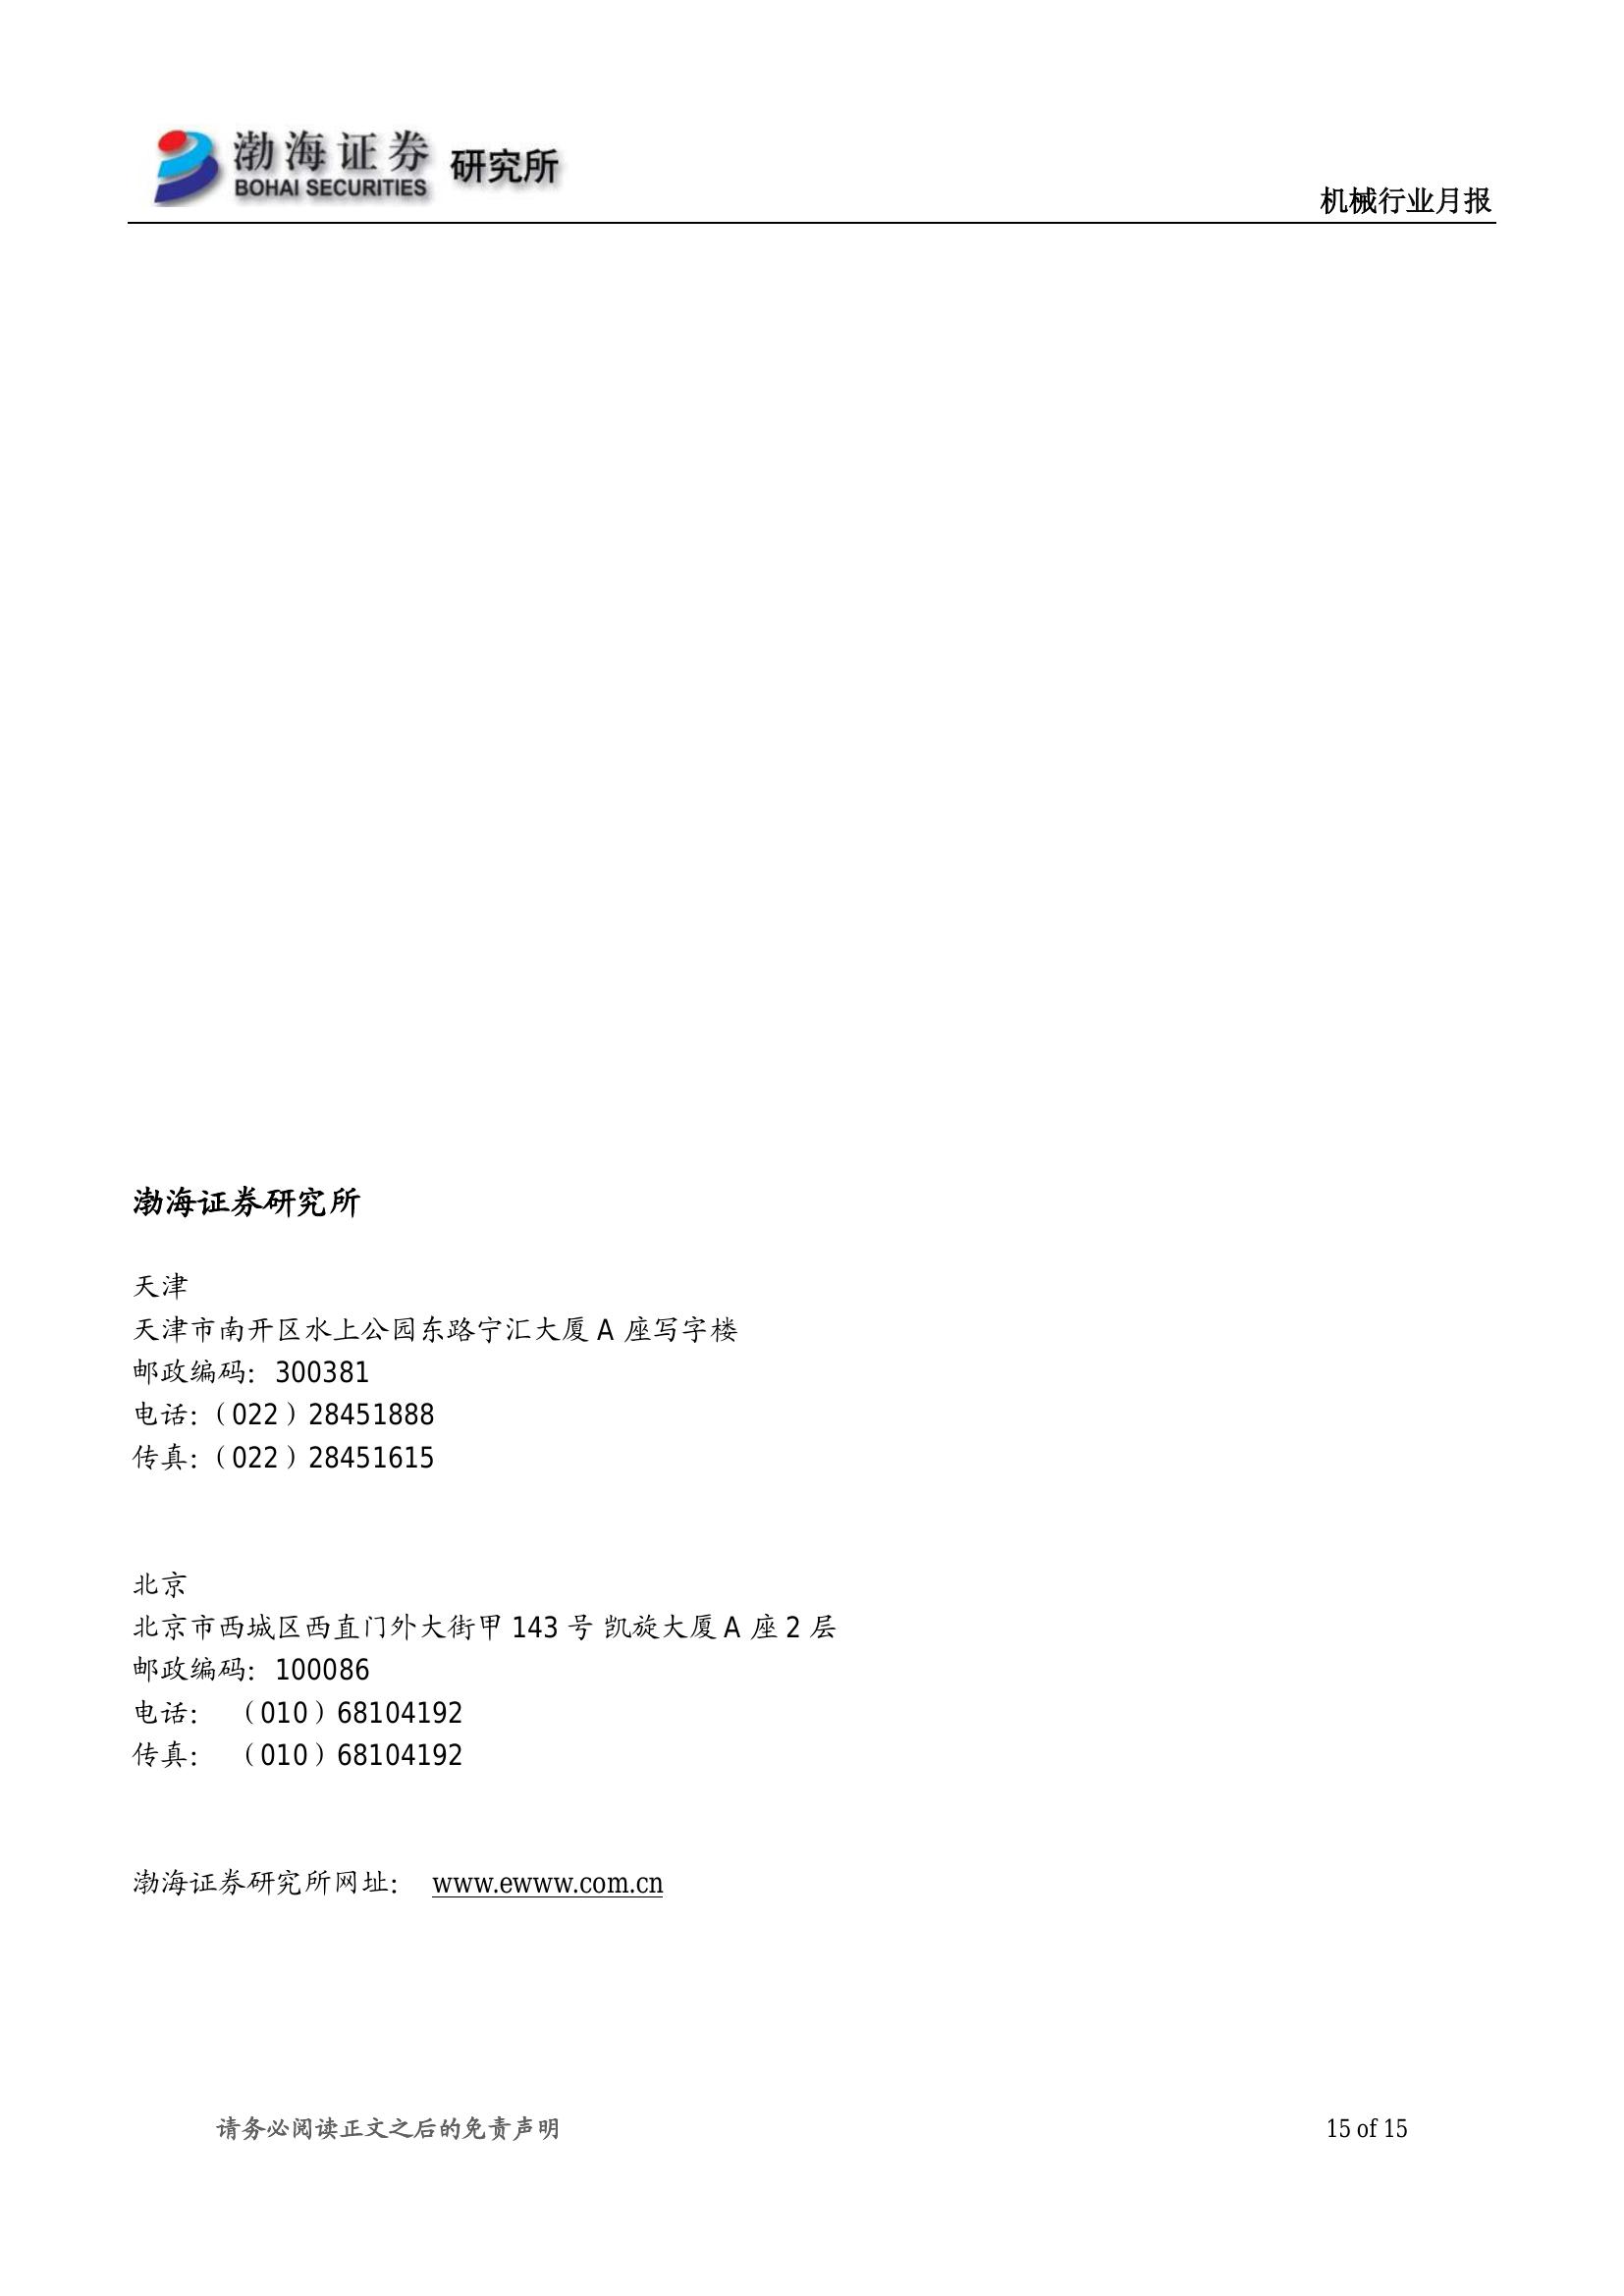 渤海证券 研究所
BOHAI SECURITIES
机械行业月报
渤海证券研究所
天津
天津市南开区水上公园东路宁汇大厦 A 座写字楼
邮政编码：300381
电话：（022）28451888
传真：（022）28451615
北京
北京市西城区西直门外大街甲 143 号 凯旋大厦 A 座 2 层
邮政编码：100086
电话： （010）68104192
传真： （010）68104192
渤海证券研究所网址： www.ewww.com.cn
请务必阅读正文之后的免责声明 15 of 15